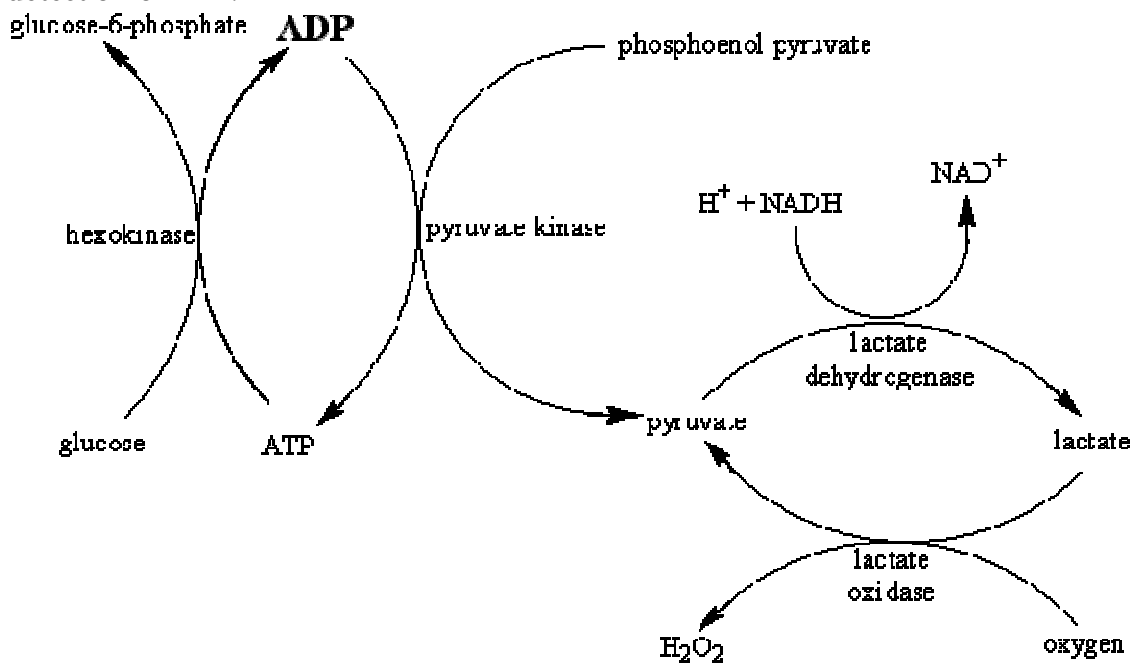 glucose-6-phosphate
ADP
phosphoenol pyruvate
NAD+
H+ + NADH
hexokinase
pyruvate kinase
lactate
dehydrogenase
pyruvate
lactate
glucose
ATP
lactate
oxidase
H2O2
oxygen